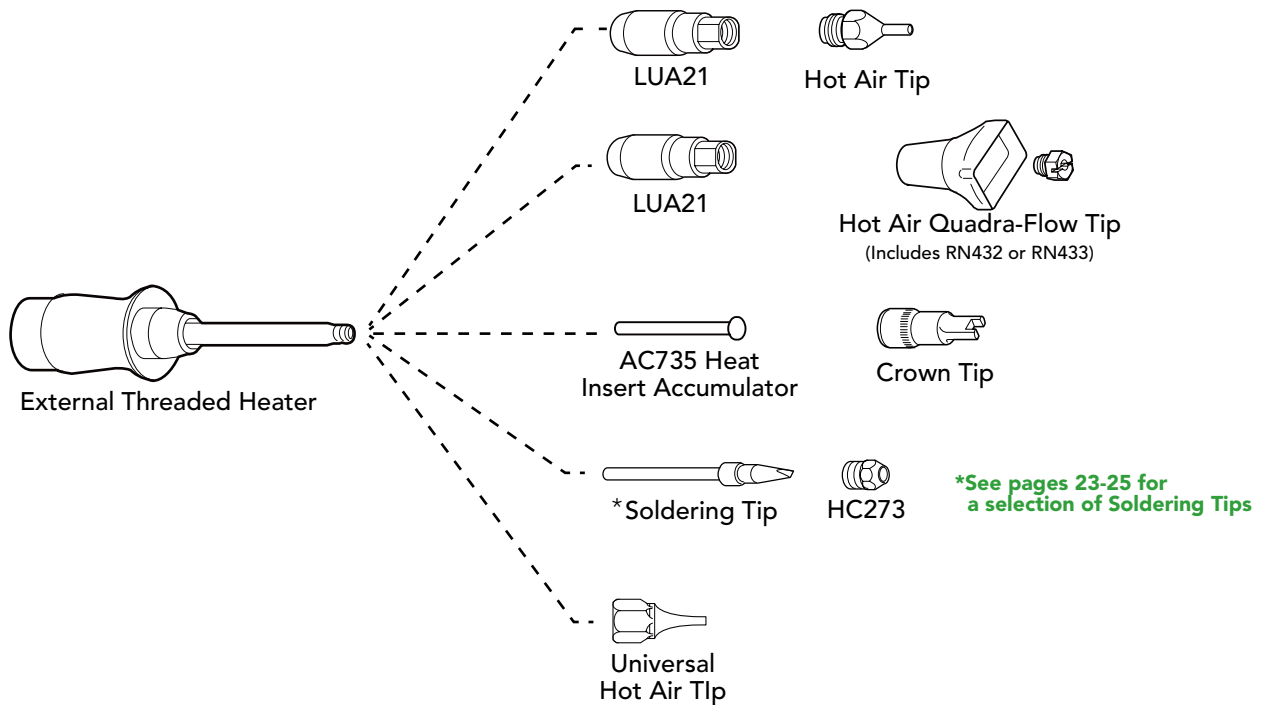 LUA21
Hot Air Tip
LUA21
Hot Air Quadra-Flow Tip
(Includes RN432 or RN433)
External Threaded Heater
AC735 Heat
Insert Accumulator
Crown Tip
*Soldering Tip
HC273
*See pages 23-25 for
a selection of Soldering Tips
Universal
Hot Air TIp